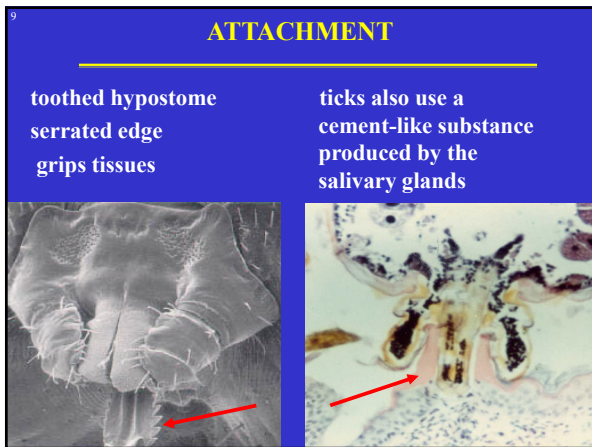 9
ATTACHMENT
toothed hypostome
serrated edge
grips tissues
ticks also use a
cement-like substance
produced by the
salivary glands